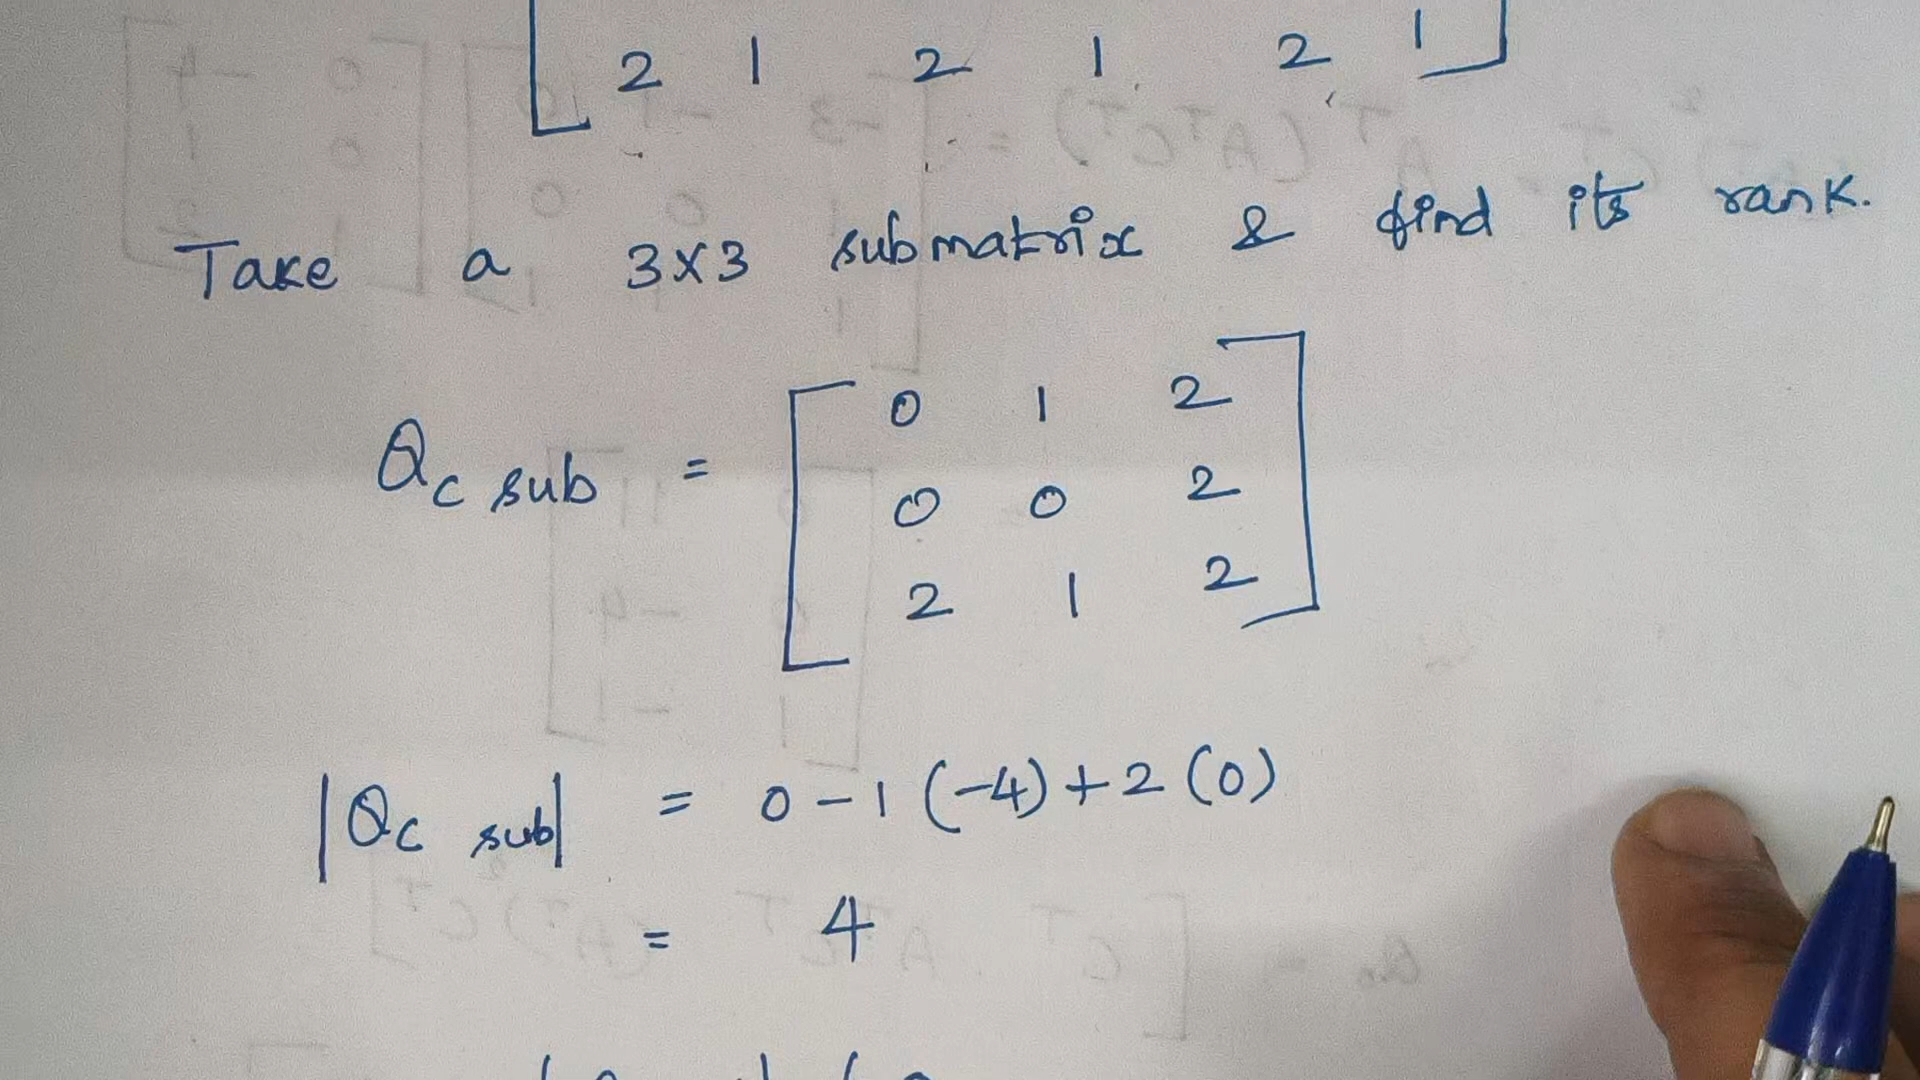 2 1 2 1 2 1
Take a 3x3 submatrix & find its rank.
Qc sub = [ 0 1 2
0 0 2
2 1 2 ]
|Qc sub| = 0 - 1 (-4) + 2 (0)
= 4